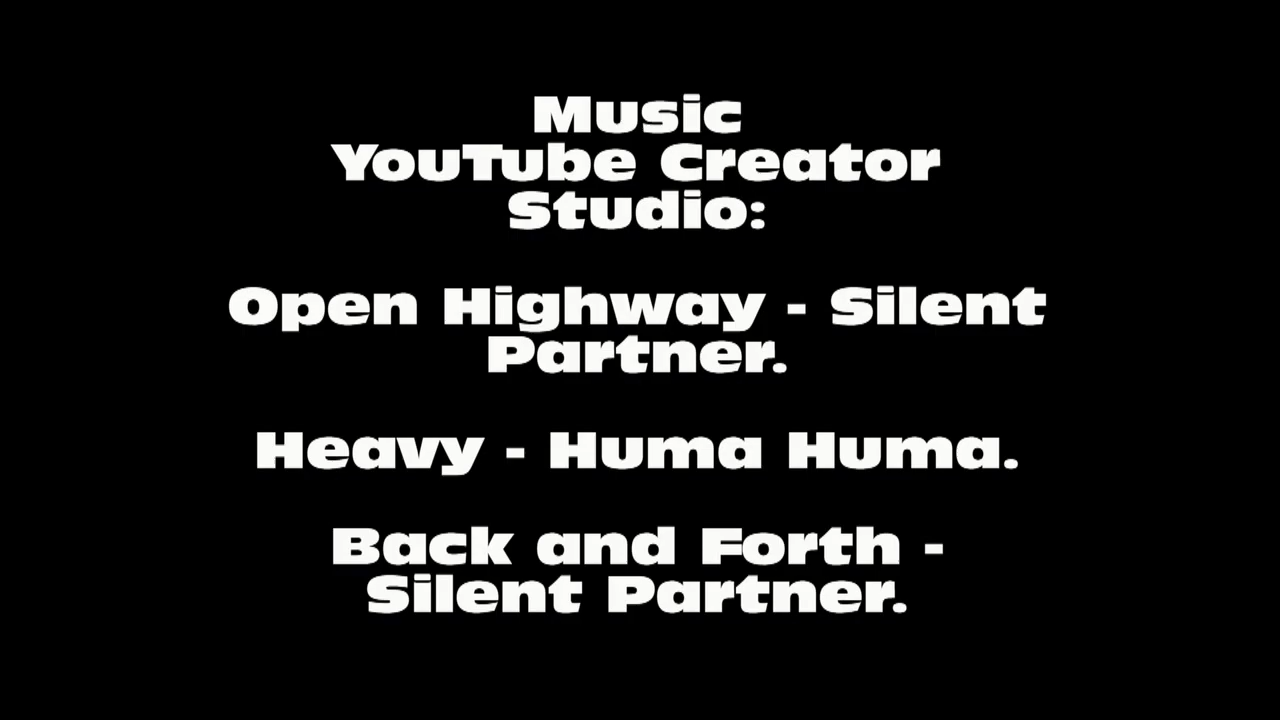 Music
YouTube Creator
Studio:
Open Highway - Silent
Partner.
Heavy - Huma Huma.
Back and Forth -
Silent Partner.